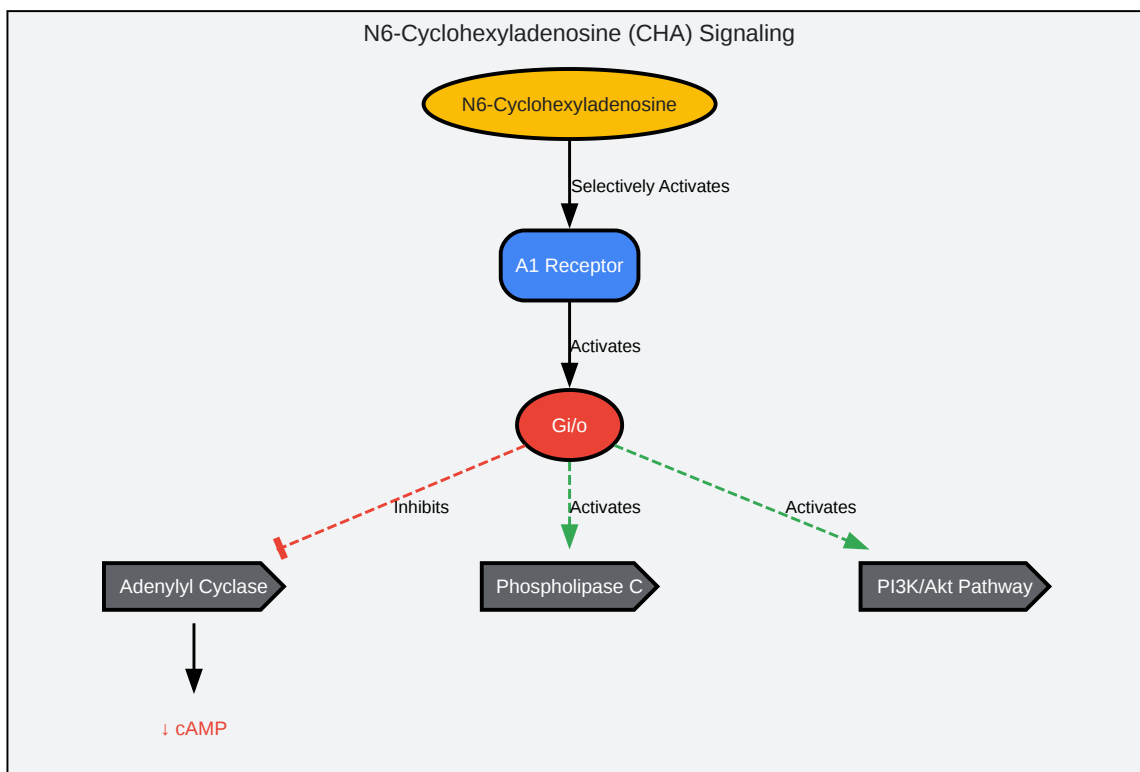 N6-Cyclohexyladenosine (CHA) Signaling
N6-Cyclohexyladenosine
Selectively Activates
A1 Receptor
Activates
Gi/o
Inhibits
Activates
Activates
Adenylyl Cyclase
Phospholipase C
PI3K/Akt Pathway
↓ cAMP